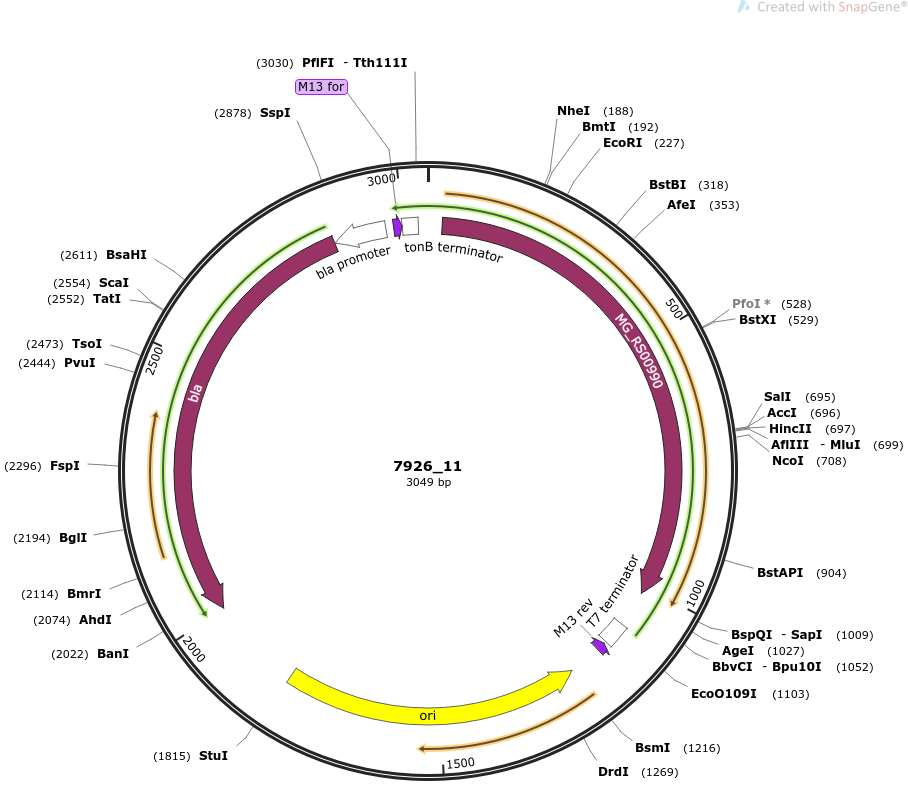 Created with SnapGene®
(3030) PflFI - Tth111I
M13 for
(2878) SspI
NheI (188)
BmtI (192)
EcoRI (227)
3000
BstBI (318)
AfeI (353)
bla promoter
tonB terminator
(2611) BsaHI
(2554) ScaI
(2552) TatI
PfoI * (528)
BstXI (529)
500
MG_RS00990
(2473) TsoI
(2444) PvuI
2500
bla
SalI (695)
AccI (696)
HincII (697)
AflIII - MluI (699)
NcoI (708)
7926_11
3049 bp
(2296) FspI
(2194) BglI
BstAPI (904)
(2114) BmrI
(2074) AhdI
1000
T7 terminator
M13 rev
BspQI - SapI (1009)
AgeI (1027)
BbvCI - Bpu10I (1052)
EcoO109I (1103)
2000
(2022) BanI
ori
(1815) StuI
BsmI (1216)
DrdI (1269)
1500